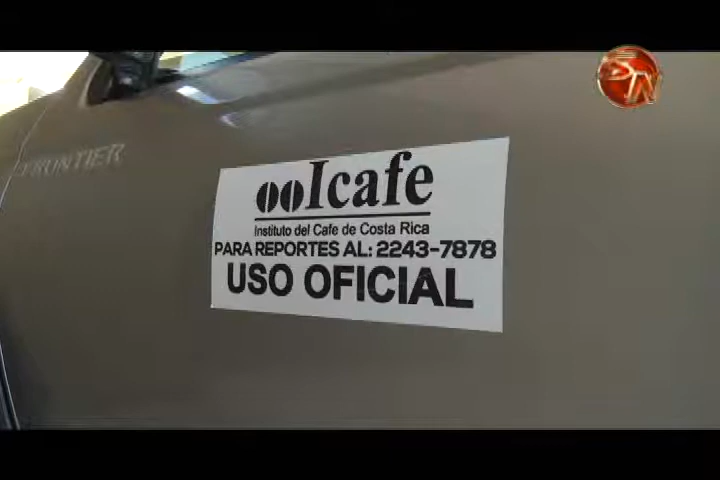 FRONTIER
Icafe
Instituto del Cafe de Costa Rica
PARA REPORTES AL: 2243-7878
USO OFICIAL